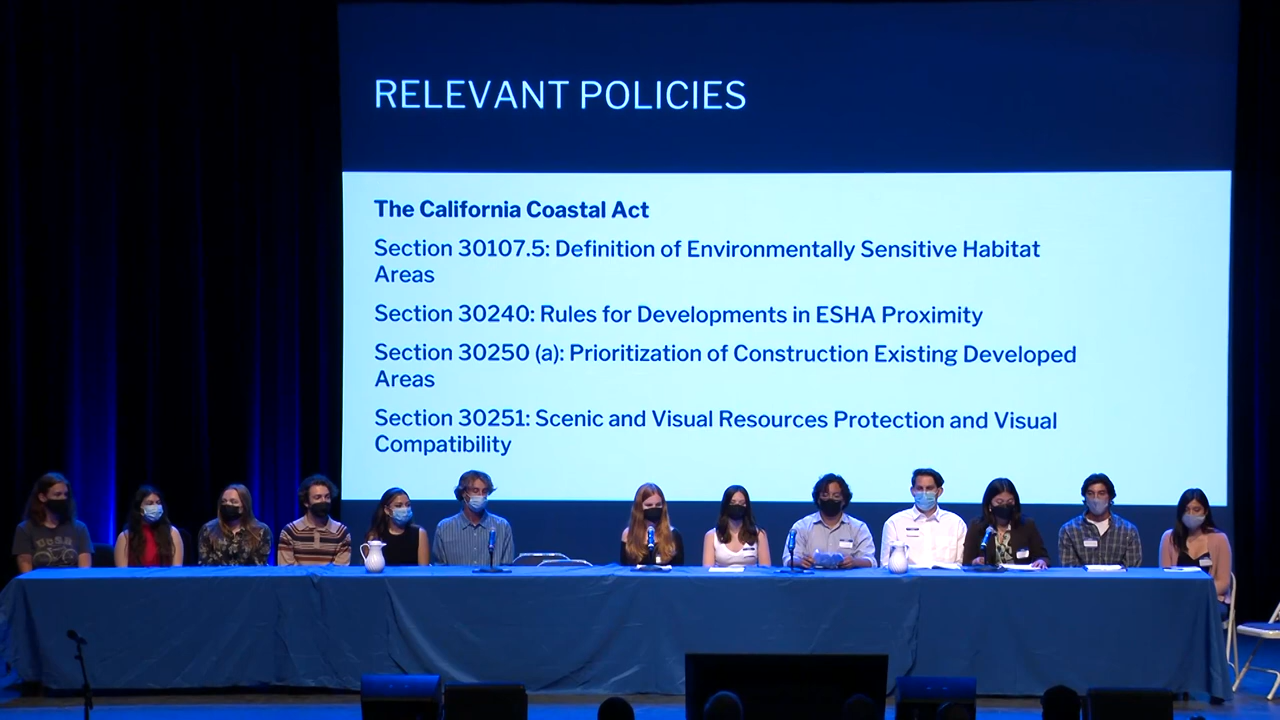 RELEVANT POLICIES
The California Coastal Act
Section 30107.5: Definition of Environmentally Sensitive Habitat
Areas
Section 30240: Rules for Developments in ESHA Proximity
Section 30250 (a): Prioritization of Construction Existing Developed
Areas
Section 30251: Scenic and Visual Resources Protection and Visual
Compatibility